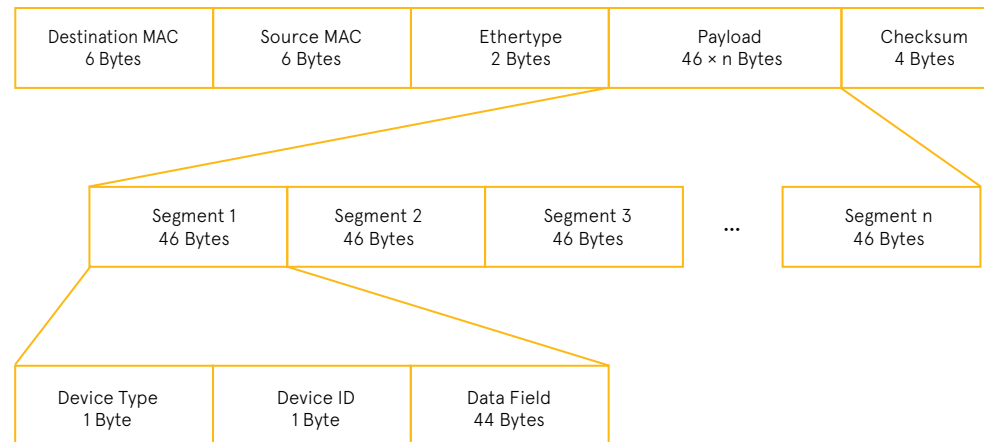 Destination MAC
6 Bytes
Source MAC
6 Bytes
Ethertype
2 Bytes
Payload
46 × n Bytes
Checksum
4 Bytes
Segment 1
46 Bytes
Segment 2
46 Bytes
Segment 3
46 Bytes
...
Segment n
46 Bytes
Device Type
1 Byte
Device ID
1 Byte
Data Field
44 Bytes